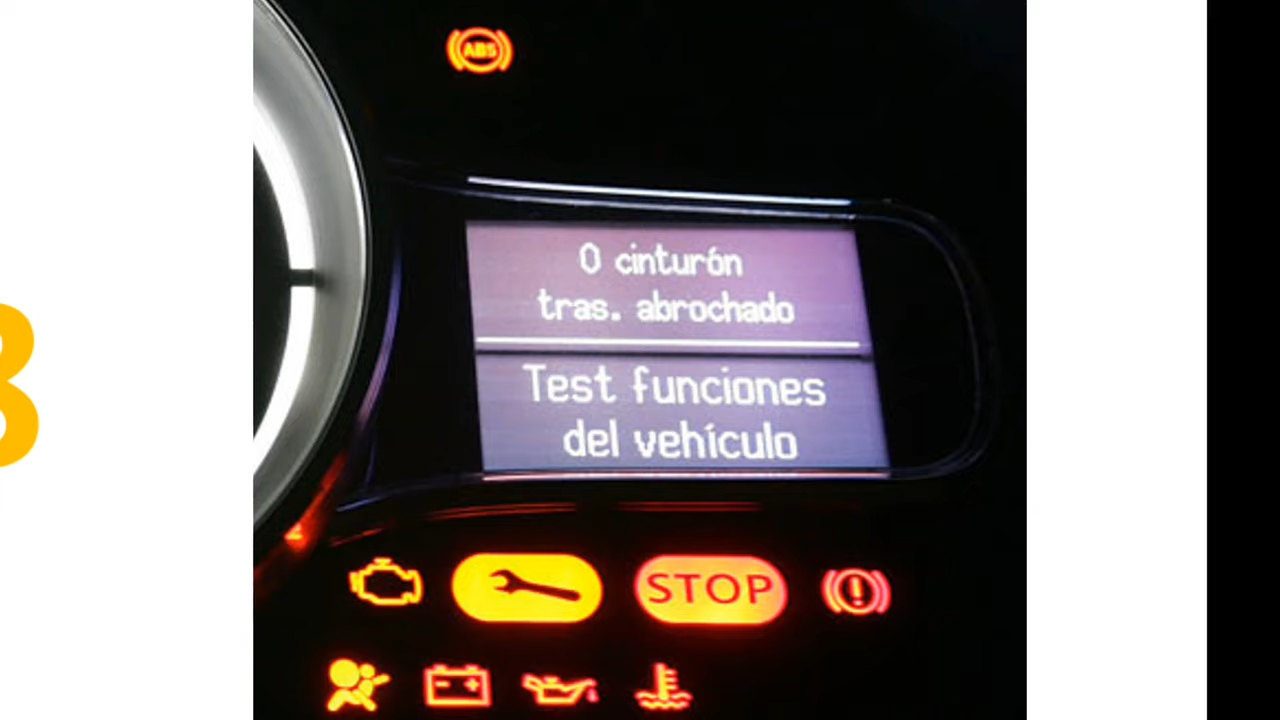 ABS
0 cinturón
tras. abrochado
Test funciones
del vehículo
STOP